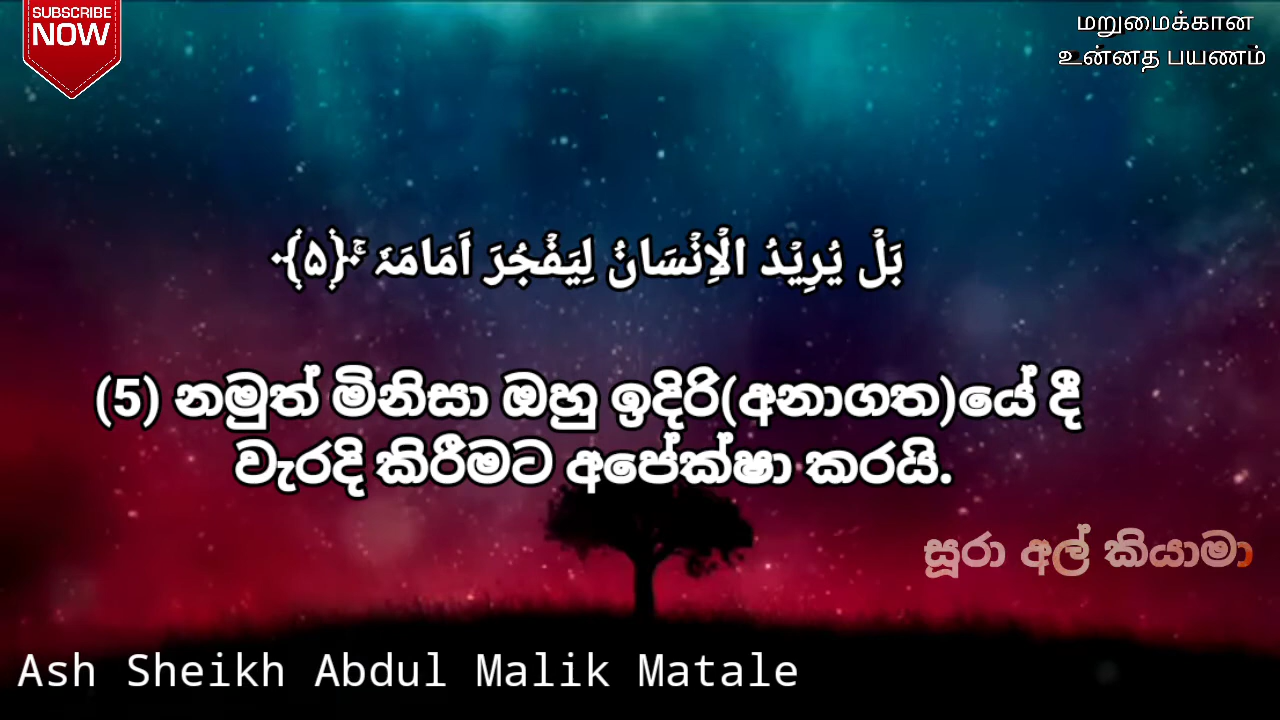 SUBSCRIBE
NOW
மறுமைக்கான
உன்னத பயணம்
بَلۡ يُرِيۡدُ الۡاِنۡسَانُ لِيَفۡجُرَ اَمَامَهٗ‌ۚ‏ ﴿۵﴾
(5) නමුත් මිනිසා ඔහු ඉදිරි(අනාගත)යේ දී
වැරදි කිරීමට අපේක්ෂා කරයි.
සූරා අල් කියාමා
Ash Sheikh Abdul Malik Matale